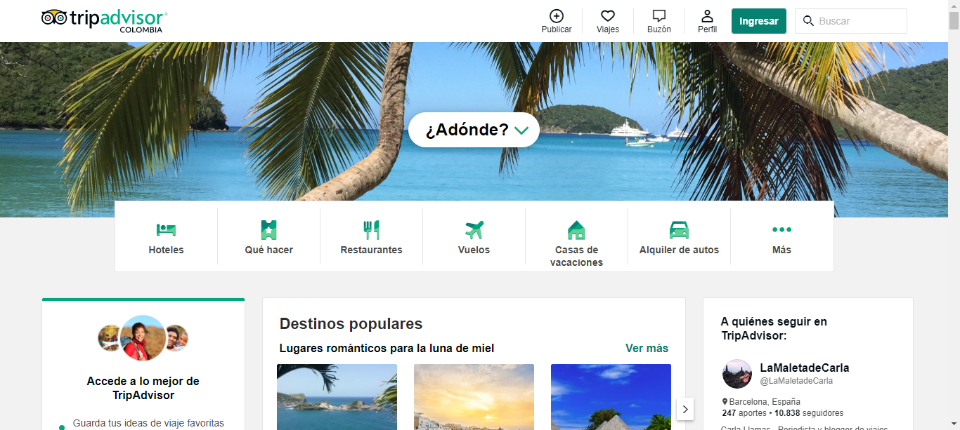 tripadvisor
COLOMBIA
Publicar
Viajes
Buzón
Perfil
Ingresar
Buscar
¿Adónde?
Hoteles
Qué hacer
Restaurantes
Vuelos
Casas de
vacaciones
Alquiler de autos
Más
Accede a lo mejor de
TripAdvisor
Guarda tus ideas de viaje favoritas
Destinos populares
Lugares románticos para la luna de miel
Ver más
A quiénes seguir en
TripAdvisor:
LaMaletadeCarla
@LaMaletadeCarla
Barcelona, España
247 aportes • 10.838 seguidores
Carla Llamas - Periodista y blogger de viajes